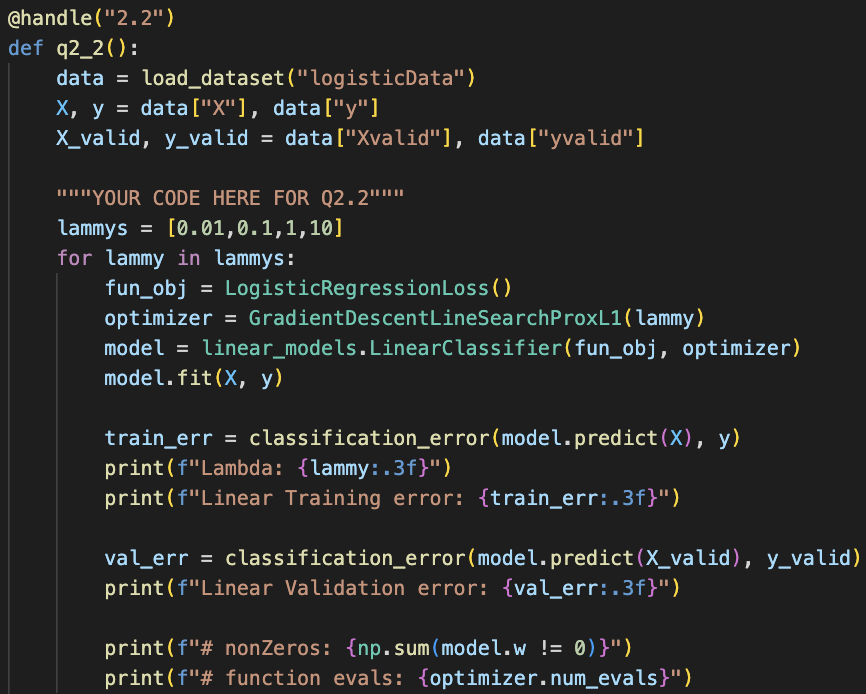 @handle("2.2")
def q2_2():
    data = load_dataset("logisticData")
    X, y = data["X"], data["y"]
    X_valid, y_valid = data["Xvalid"], data["yvalid"]

    """YOUR CODE HERE FOR Q2.2"""
    lammys = [0.01,0.1,1,10]
    for lammy in lammys:
        fun_obj = LogisticRegressionLoss()
        optimizer = GradientDescentLineSearchProxL1(lammy)
        model = linear_models.LinearClassifier(fun_obj, optimizer)
        model.fit(X, y)

        train_err = classification_error(model.predict(X), y)
        print(f"Lambda: {lammy:.3f}")
        print(f"Linear Training error: {train_err:.3f}")

        val_err = classification_error(model.predict(X_valid), y_valid)
        print(f"Linear Validation error: {val_err:.3f}")

        print(f"# nonZeros: {np.sum(model.w != 0)}")
        print(f"# function evals: {optimizer.num_evals}")